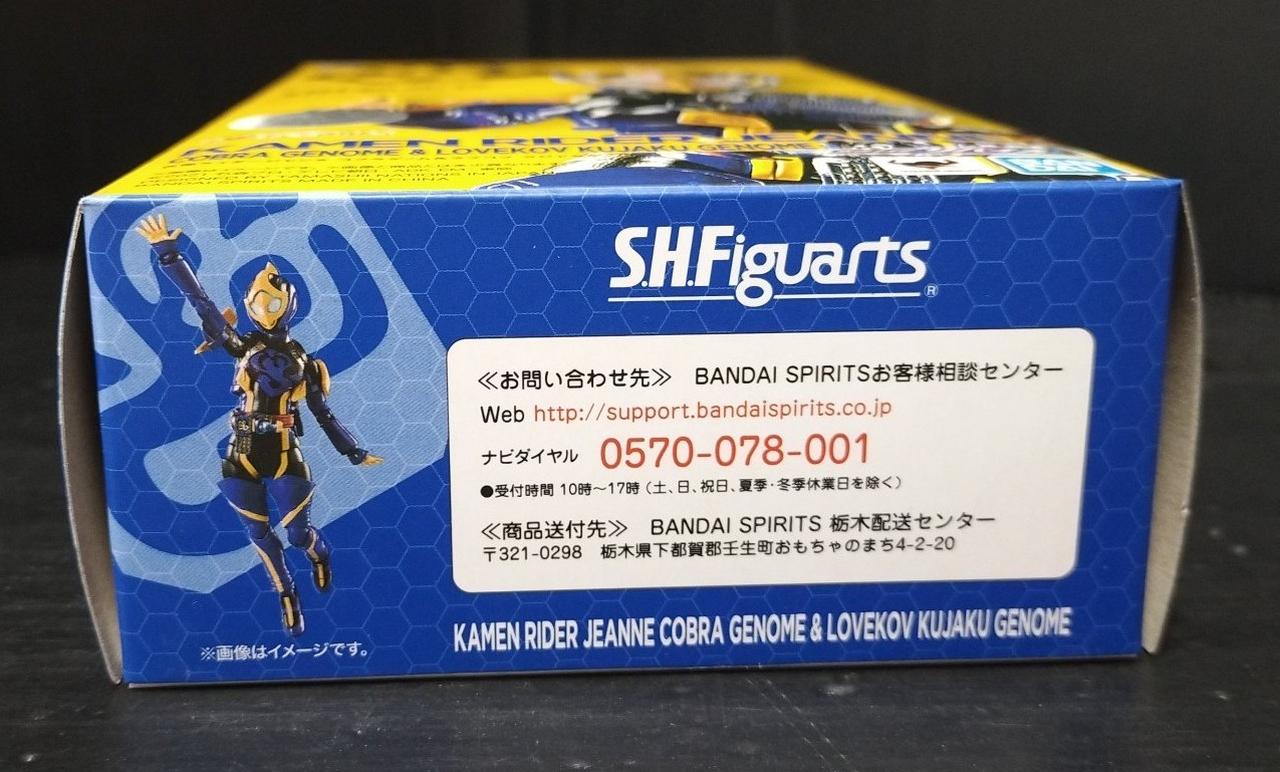 KAMEN RIDER JEANNE
COBRA GENOME & LOVEKOV KUJAKU GENOME
BANDAI SPIRITS MADE IN CHINA
S.H.Figuarts®
≪お問い合わせ先≫ BANDAI SPIRITSお客様相談センター
Web http://support.bandaispirits.co.jp
ナビダイヤル 0570-078-001
●受付時間 10時〜17時（土、日、祝日、夏季・冬季休業日を除く）
≪商品送付先≫ BANDAI SPIRITS 栃木配送センター
〒321-0298 栃木県下都賀郡壬生町おもちゃのまち4-2-20
※画像はイメージです。
KAMEN RIDER JEANNE COBRA GENOME & LOVEKOV KUJAKU GENOME